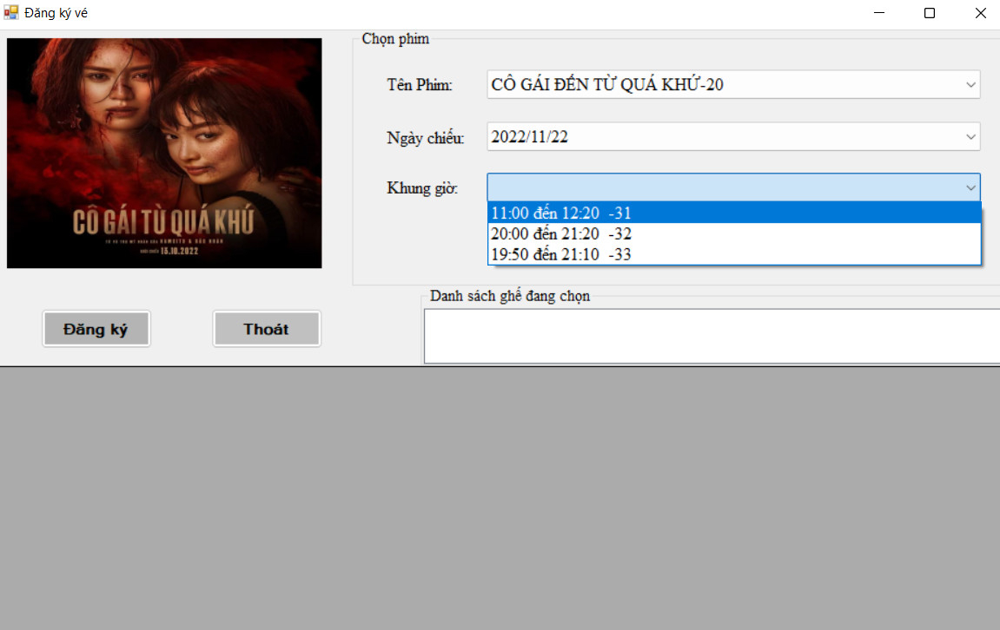 Đăng ký vé
Chọn phim
Tên Phim:
CÔ GÁI ĐẾN TỪ QUÁ KHỨ-20
Ngày chiếu:
2022/11/22
Khung giờ:
11:00 đến 12:20 -31
20:00 đến 21:20 -32
19:50 đến 21:10 -33
CÔ GÁI TỪ QUÁ KHỨ
15.10.2022
Danh sách ghế đang chọn
Đăng ký
Thoát